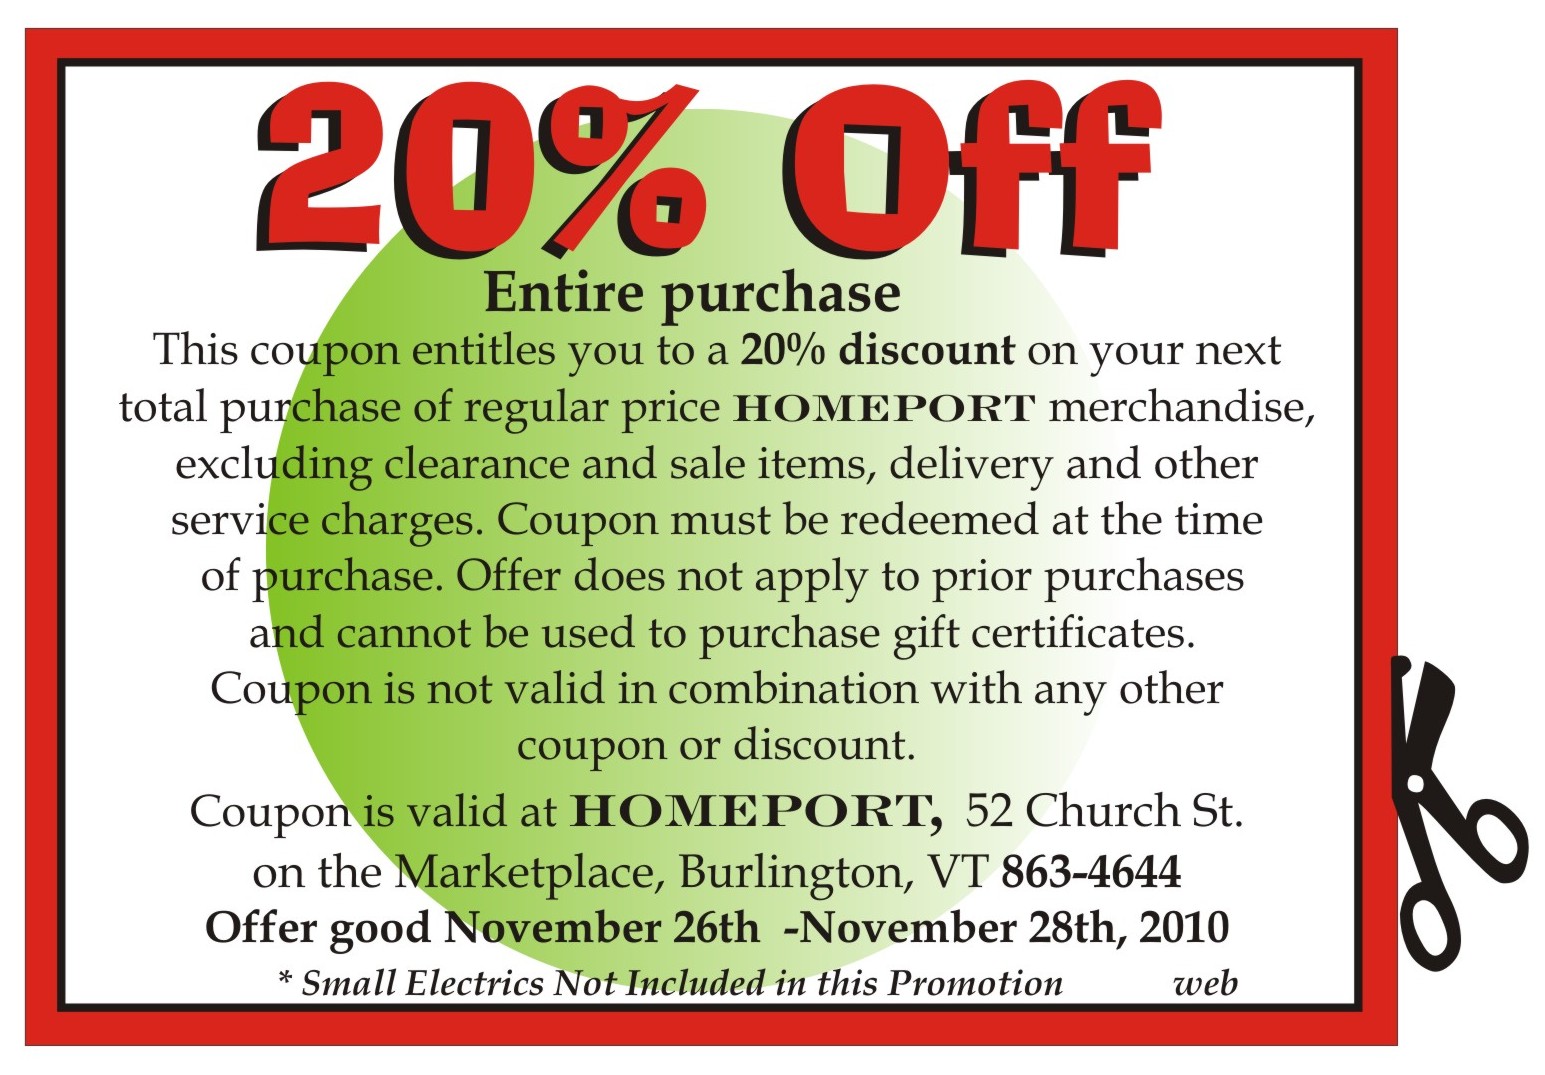 20% Off
Entire purchase
This coupon entitles you to a 20% discount on your next
total purchase of regular price HOMEPORT merchandise,
excluding clearance and sale items, delivery and other
service charges. Coupon must be redeemed at the time
of purchase. Offer does not apply to prior purchases
and cannot be used to purchase gift certificates.
Coupon is not valid in combination with any other
coupon or discount.
Coupon is valid at HOMEPORT, 52 Church St.
on the Marketplace, Burlington, VT 863-4644
Offer good November 26th -November 28th, 2010
* Small Electrics Not Included in this Promotion web